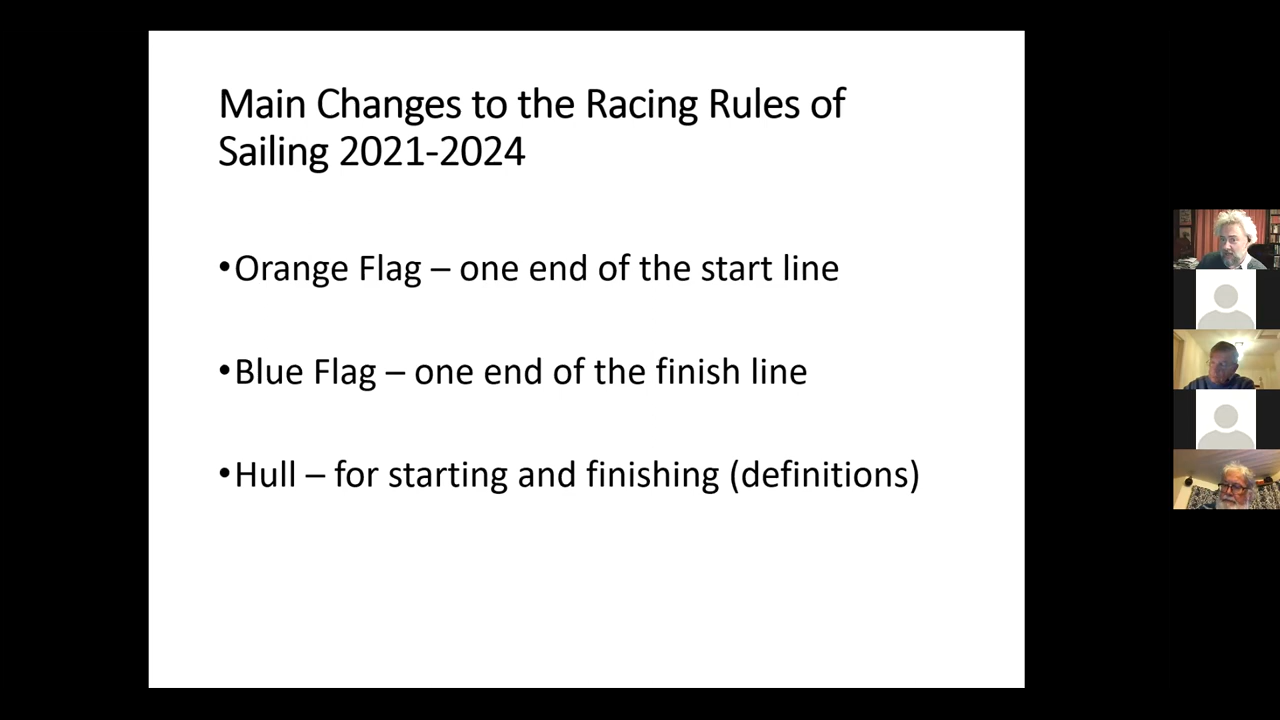 Main Changes to the Racing Rules of
Sailing 2021-2024
•Orange Flag – one end of the start line
•Blue Flag – one end of the finish line
•Hull – for starting and finishing (definitions)